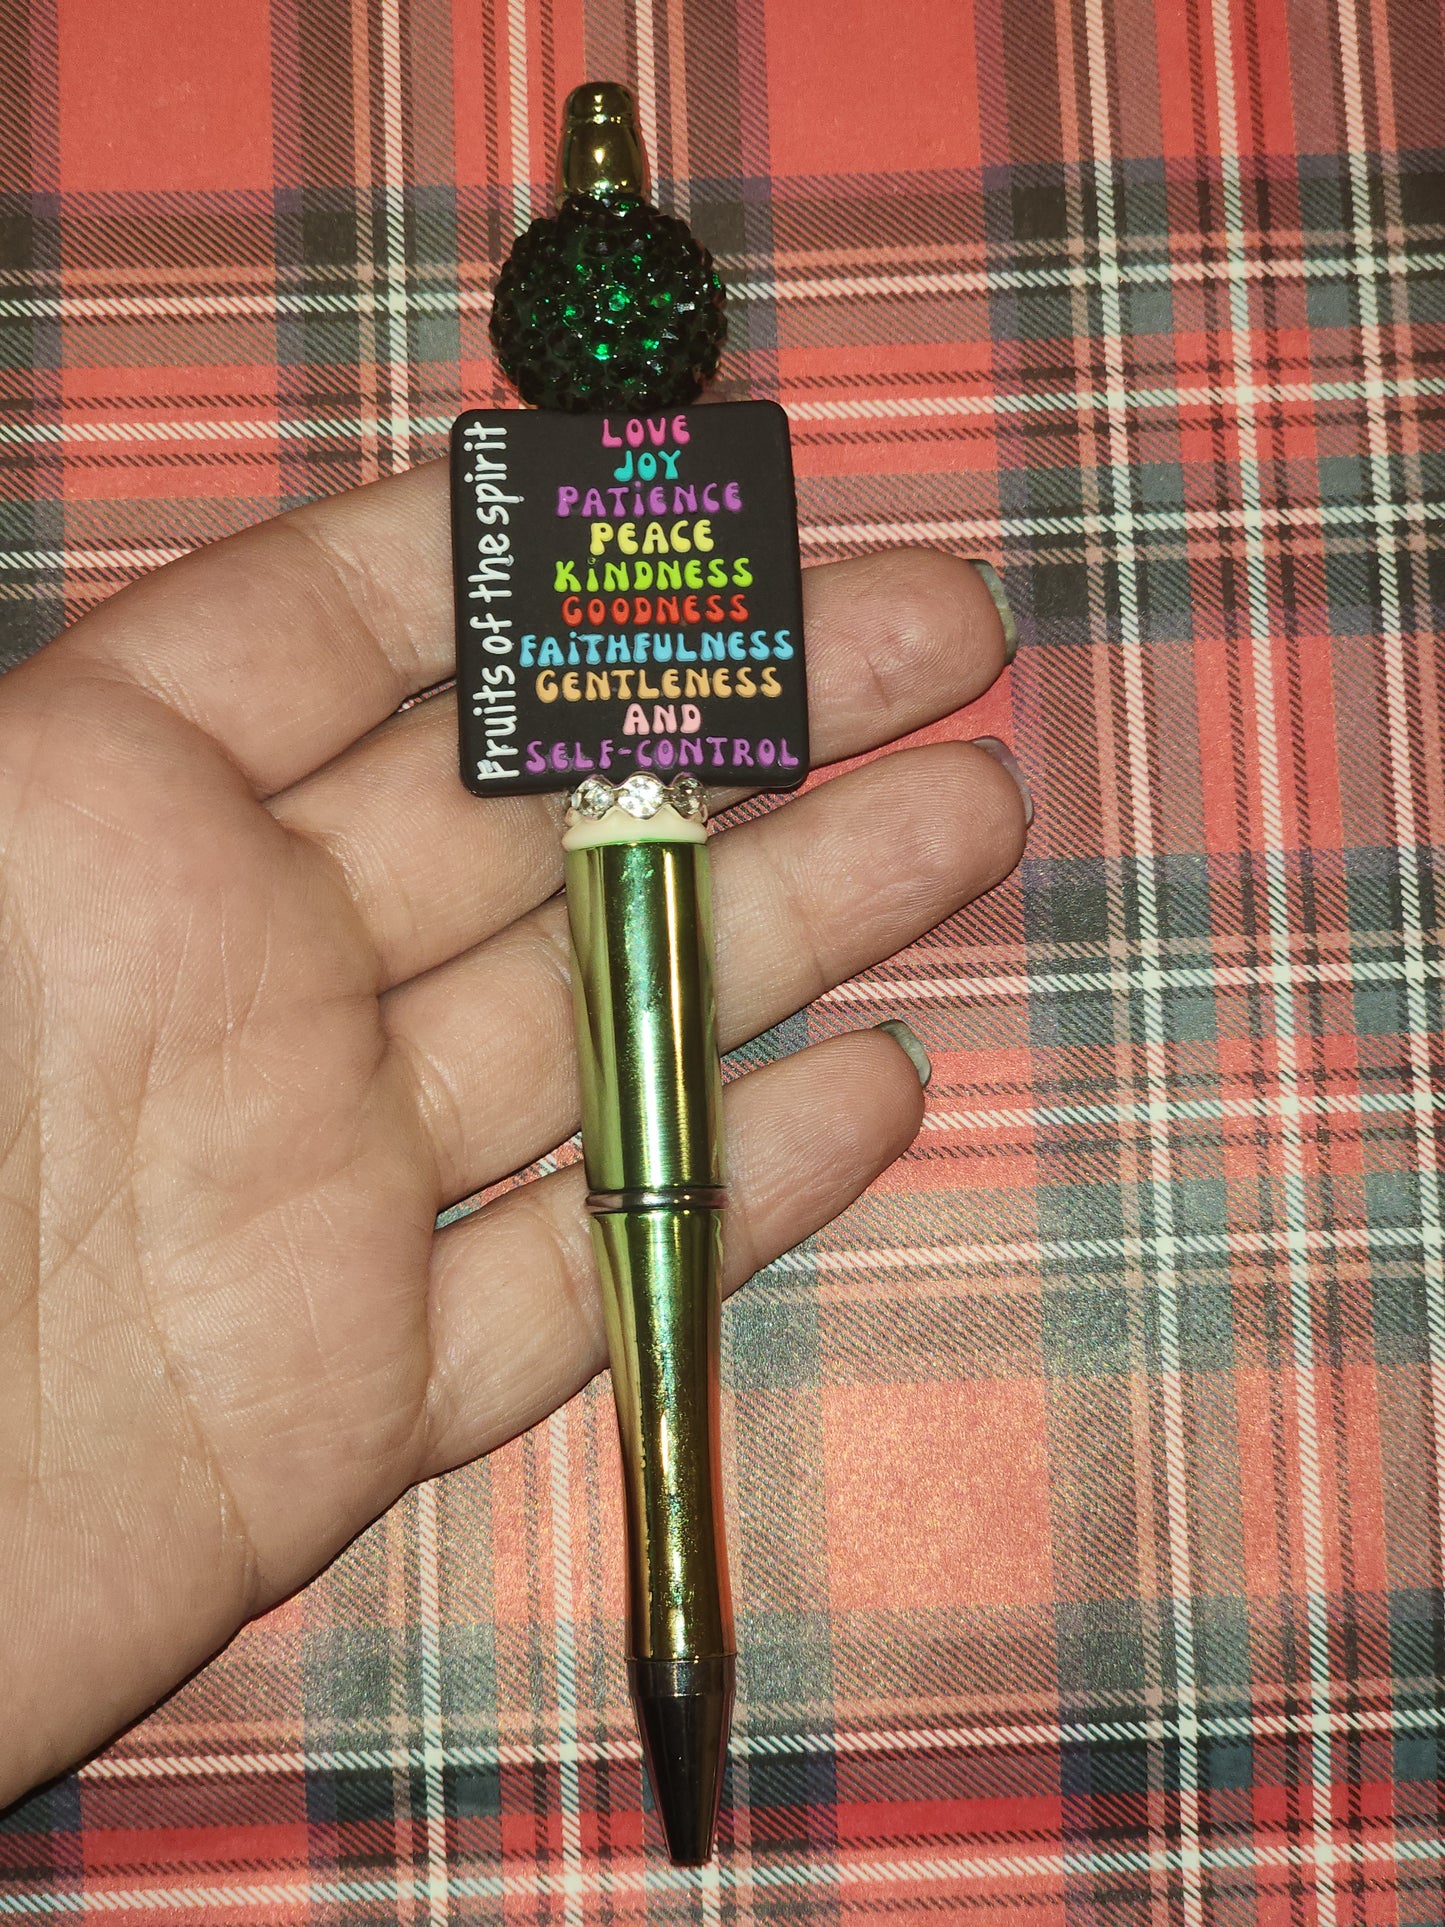 Fruits of the spirit
LOVE
JOY
PATiENCE
PEACE
KiNDNESS
GOODNESS
FAiTHFULNESS
GENTLENESS
AND
SELF-CONTROL